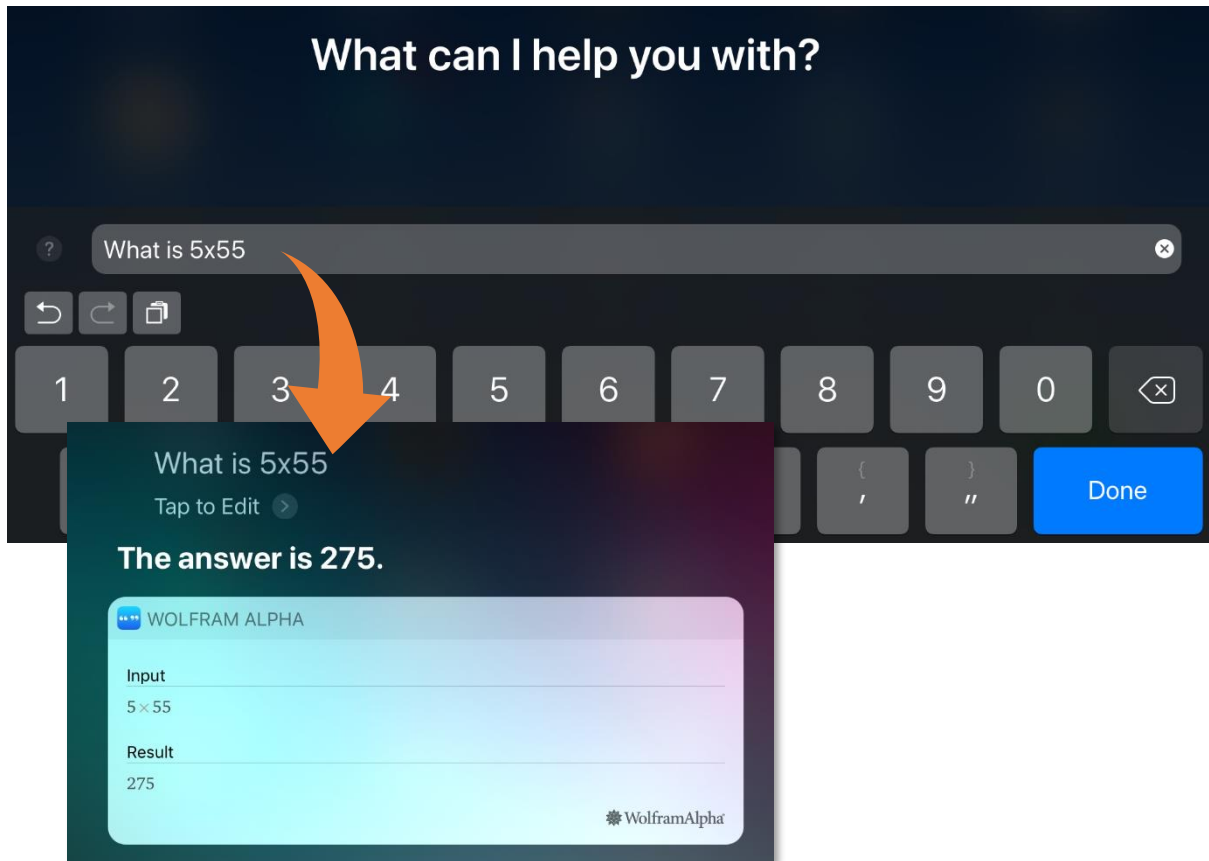 What can I help you with?
?
What is 5x55
1 2 3 4 5 6 7 8 9 0
{ }
, "
Done
What is 5x55
Tap to Edit >
The answer is 275.
WOLFRAM ALPHA
Input
5×55
Result
275
WolframAlpha